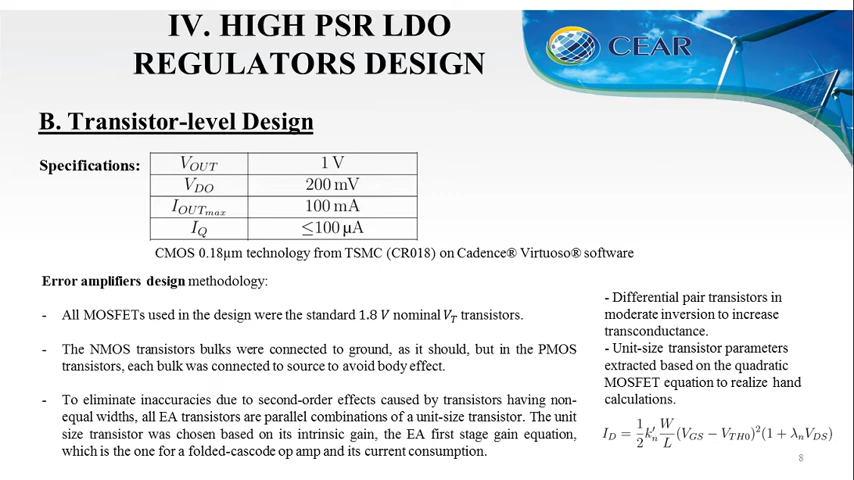 IV. HIGH PSR LDO
REGULATORS DESIGN
CEAR
B. Transistor-level Design
Specifications:
V_OUT 1 V
V_DO 200 mV
I_OUTmax 100 mA
I_Q ≤100 µA
CMOS 0.18µm technology from TSMC (CR018) on Cadence® Virtuoso® software
Error amplifiers design methodology:
- All MOSFETs used in the design were the standard 1.8 V nominal V_T transistors.
- The NMOS transistors bulks were connected to ground, as it should, but in the PMOS
transistors, each bulk was connected to source to avoid body effect.
- To eliminate inaccuracies due to second-order effects caused by transistors having non-
equal widths, all EA transistors are parallel combinations of a unit-size transistor. The unit
size transistor was chosen based on its intrinsic gain, the EA first stage gain equation,
which is the one for a folded-cascode op amp and its current consumption.
- Differential pair transistors in
moderate inversion to increase
transconductance.
- Unit-size transistor parameters
extracted based on the quadratic
MOSFET equation to realize hand
calculations.
I_D = 1/2 k'_n W/L (V_GS − V_TH0)^2 (1 + λ_n V_DS)
8